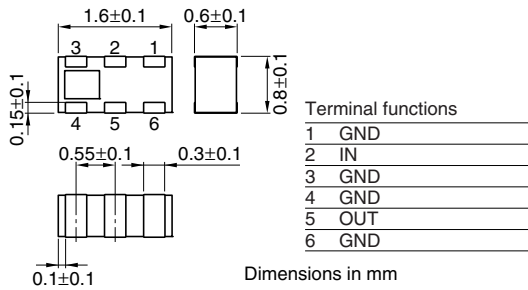 1.6±0.1
0.6±0.1
3 2 1
0.8±0.1
0.15±0.1
4 5 6
0.55±0.1
0.3±0.1
0.1±0.1
Terminal functions
1 GND
2 IN
3 GND
4 GND
5 OUT
6 GND
Dimensions in mm